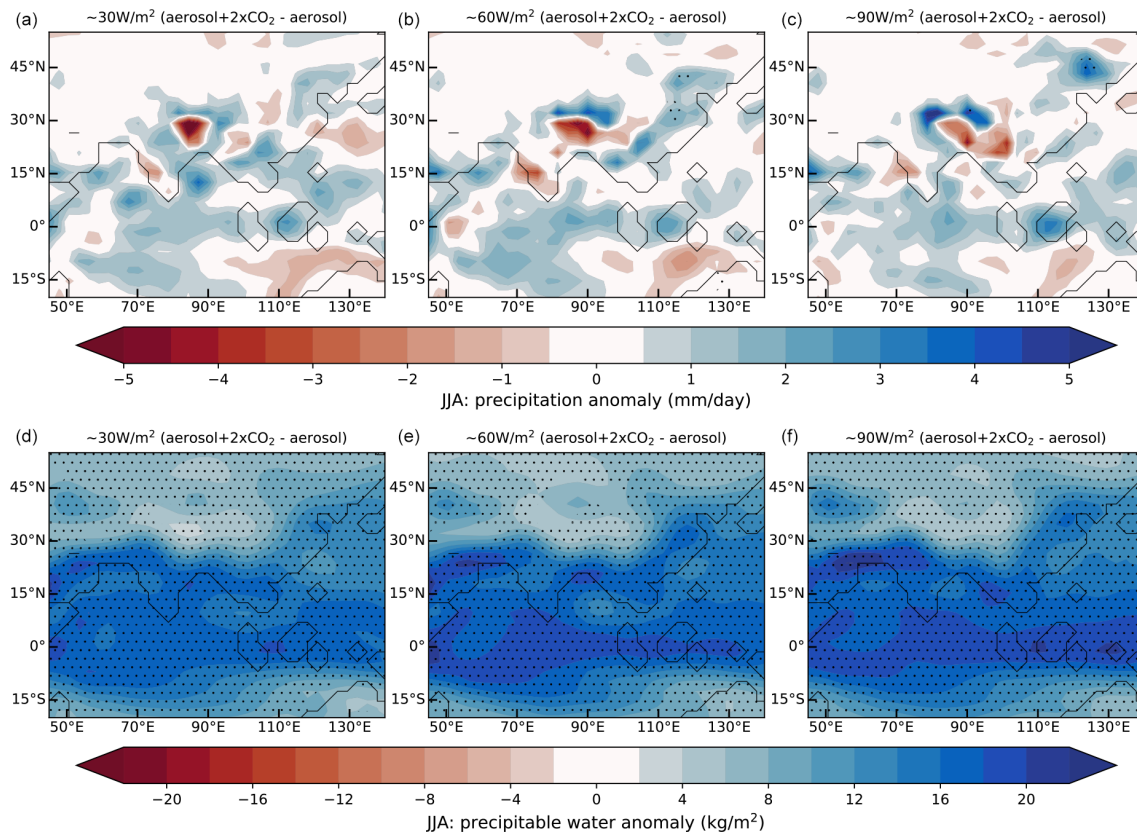 (a) ~30W/m² (aerosol+2xCO₂ - aerosol)
(b) ~60W/m² (aerosol+2xCO₂ - aerosol)
(c) ~90W/m² (aerosol+2xCO₂ - aerosol)
45°N
30°N
15°N
0°
15°S
50°E 70°E 90°E 110°E 130°E
45°N
30°N
15°N
0°
15°S
50°E 70°E 90°E 110°E 130°E
45°N
30°N
15°N
0°
15°S
50°E 70°E 90°E 110°E 130°E
−5 −4 −3 −2 −1 0 1 2 3 4 5
JJA: precipitation anomaly (mm/day)
(d) ~30W/m² (aerosol+2xCO₂ - aerosol)
(e) ~60W/m² (aerosol+2xCO₂ - aerosol)
(f) ~90W/m² (aerosol+2xCO₂ - aerosol)
45°N
30°N
15°N
0°
15°S
50°E 70°E 90°E 110°E 130°E
45°N
30°N
15°N
0°
15°S
50°E 70°E 90°E 110°E 130°E
45°N
30°N
15°N
0°
15°S
50°E 70°E 90°E 110°E 130°E
−20 −16 −12 −8 −4 0 4 8 12 16 20
JJA: precipitable water anomaly (kg/m²)